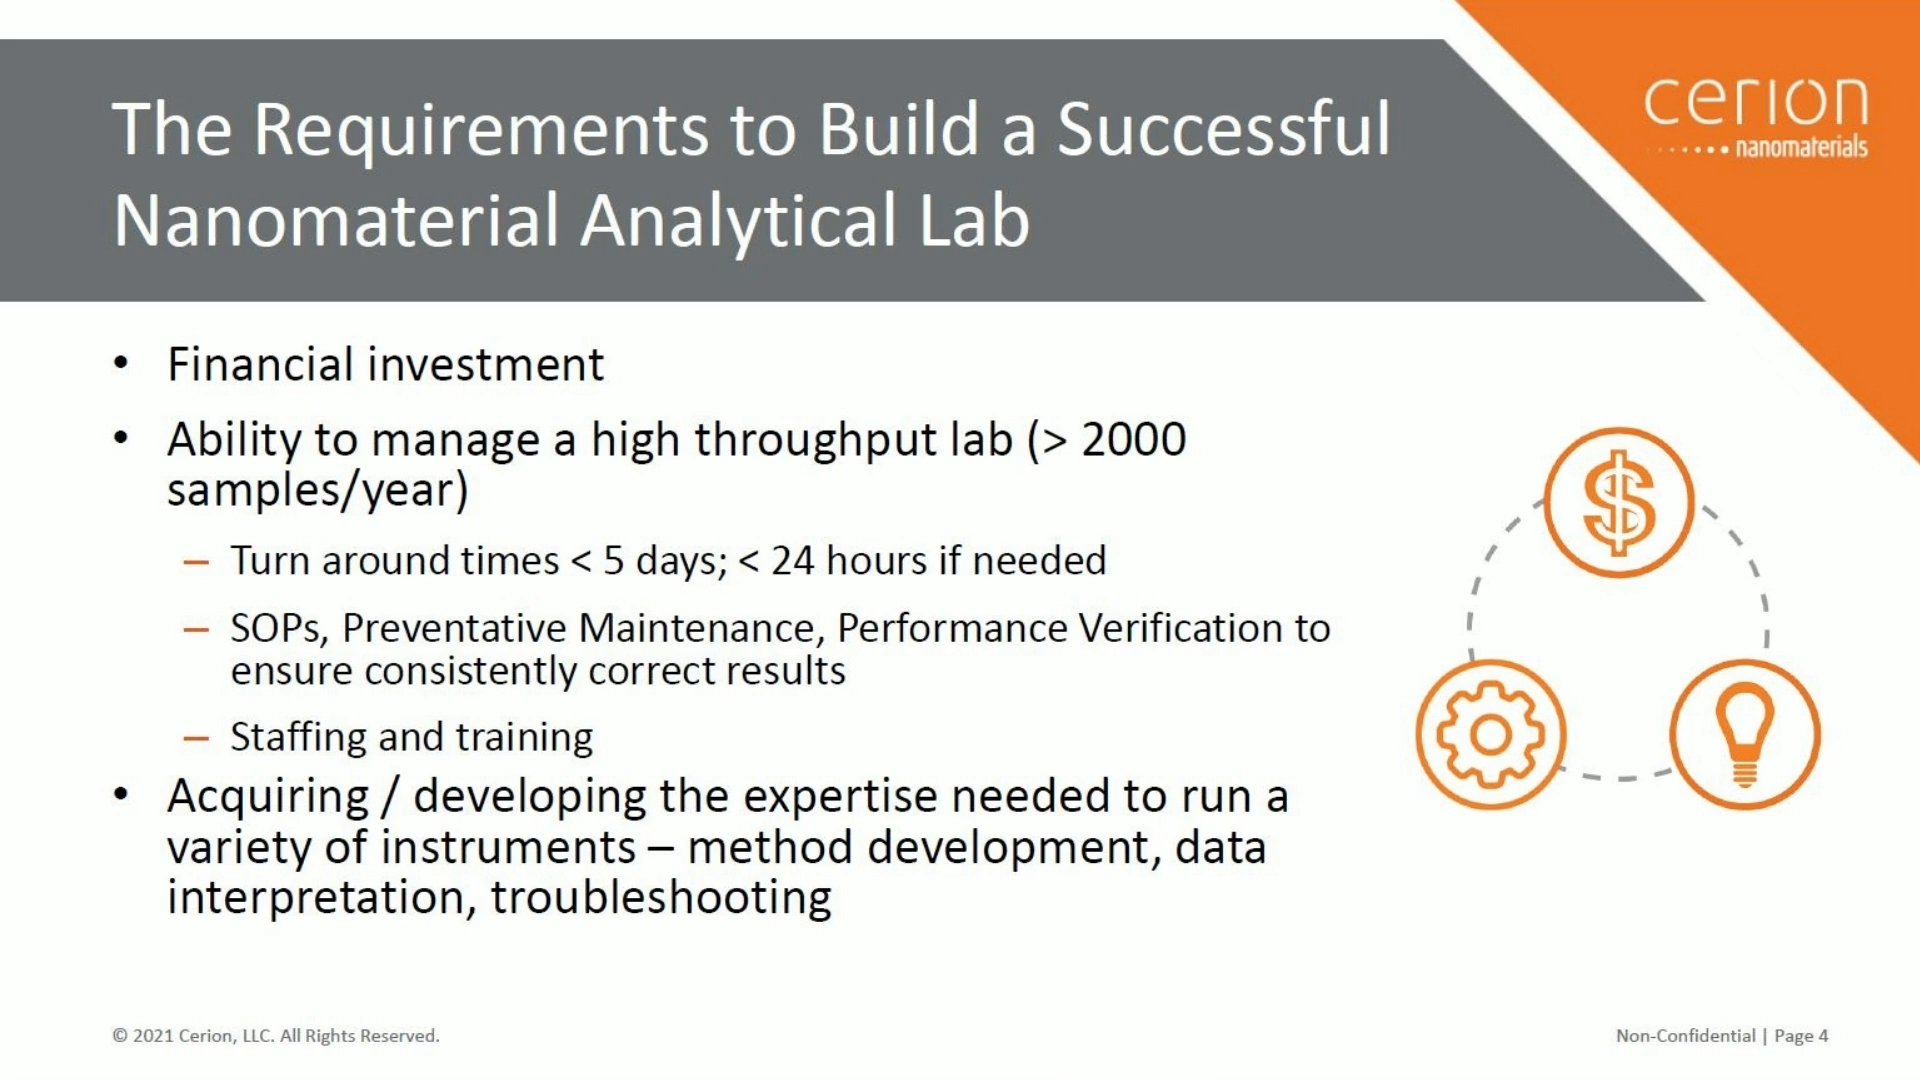 The Requirements to Build a Successful
Nanomaterial Analytical Lab
cerion
nanomaterials
• Financial investment
• Ability to manage a high throughput lab (> 2000
samples/year)
– Turn around times < 5 days; < 24 hours if needed
– SOPs, Preventative Maintenance, Performance Verification to
ensure consistently correct results
– Staffing and training
• Acquiring / developing the expertise needed to run a
variety of instruments – method development, data
interpretation, troubleshooting
$
© 2021 Cerion, LLC. All Rights Reserved.
Non-Confidential | Page 4